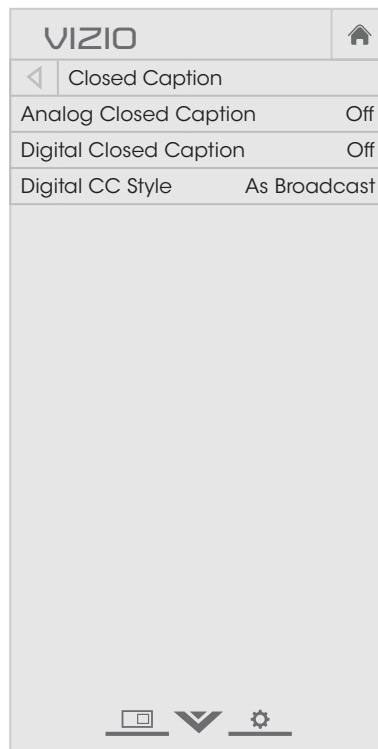 VIZIO
Closed Caption
Analog Closed Caption Off
Digital Closed Caption Off
Digital CC Style As Broadcast